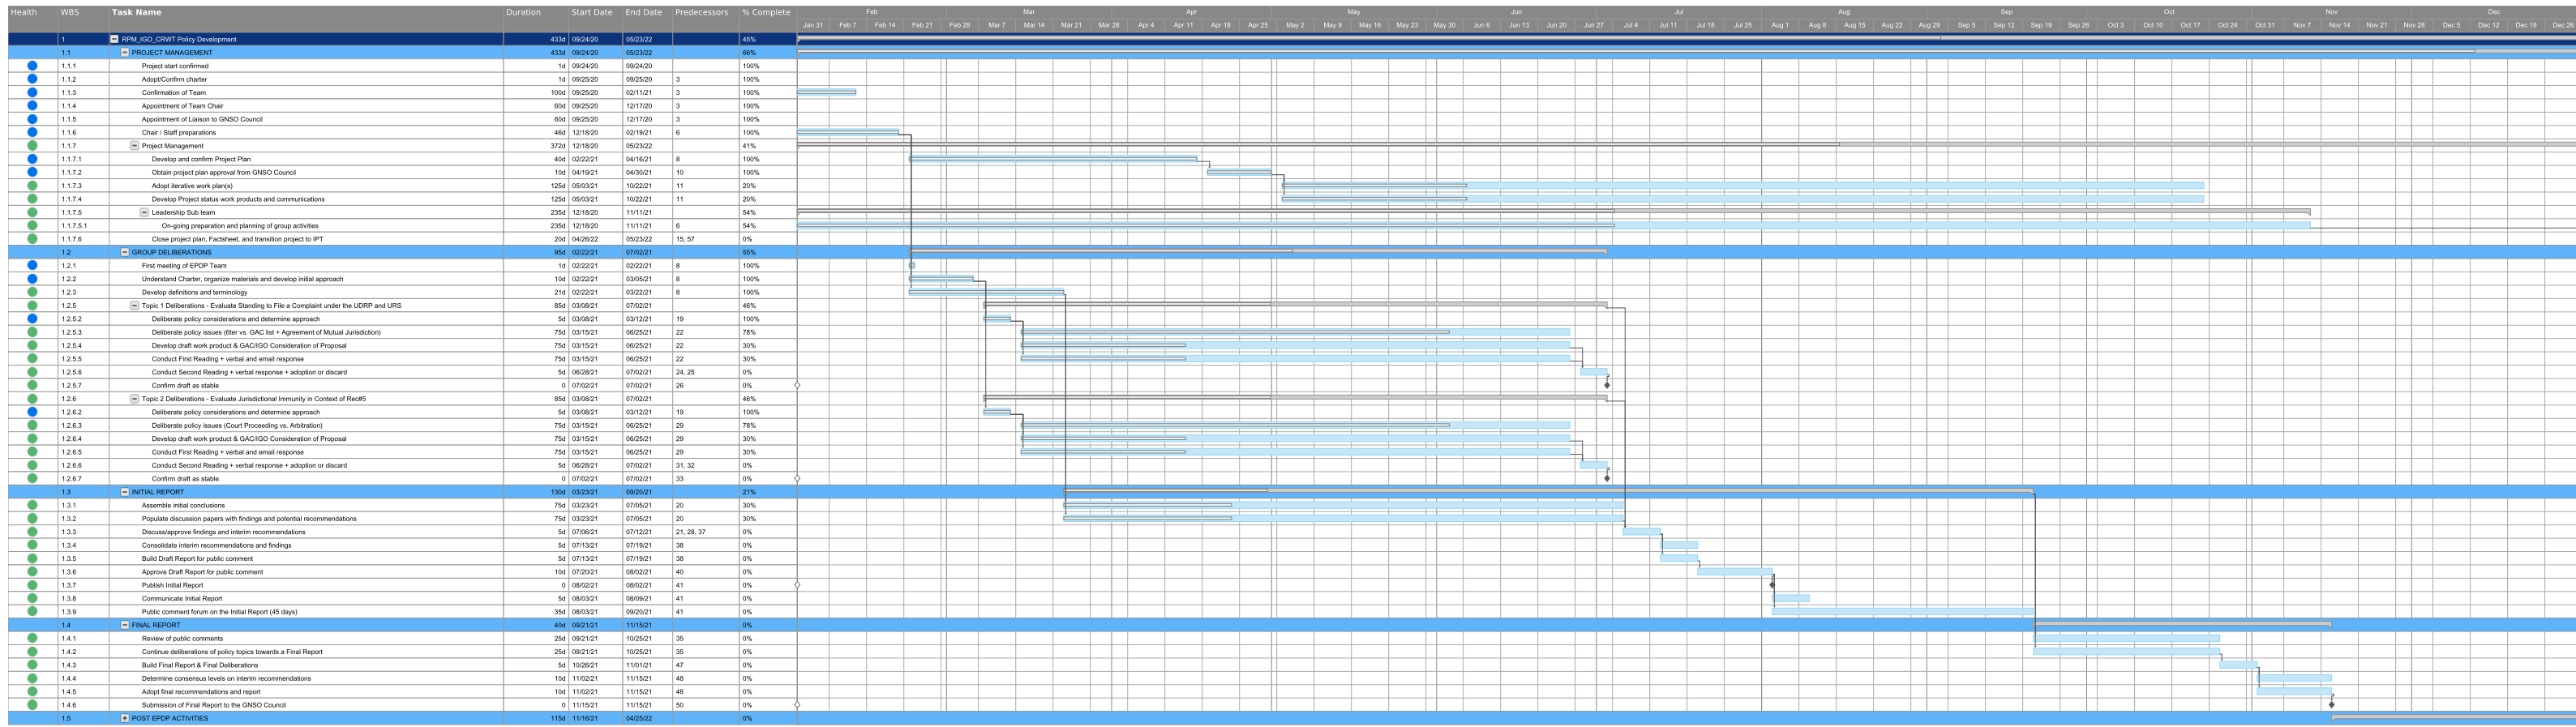 Health WBS Task Name Duration Start Date End Date Predecessors % Complete Feb Mar Apr May Jun Jul Aug Sep Oct Nov Dec
Jan 31 Feb 7 Feb 14 Feb 21 Feb 28 Mar 7 Mar 14 Mar 21 Mar 28 Apr 4 Apr 11 Apr 18 Apr 25 May 2 May 9 May 16 May 23 May 30 Jun 6 Jun 13 Jun 20 Jun 27 Jul 4 Jul 11 Jul 18 Jul 25 Aug 1 Aug 8 Aug 15 Aug 22 Aug 29 Sep 5 Sep 12 Sep 19 Sep 26 Oct 3 Oct 10 Oct 17 Oct 24 Oct 31 Nov 7 Nov 14 Nov 21 Nov 28 Dec 5 Dec 12 Dec 19 Dec 26
1 RPM_IGO_CRWT Policy Development 433d 09/24/20 05/23/22 45%
1.1 PROJECT MANAGEMENT 433d 09/24/20 05/23/22 66%
1.1.1 Project start confirmed 1d 09/24/20 09/24/20 100%
1.1.2 Adopt/Confirm charter 1d 09/25/20 09/25/20 3 100%
1.1.3 Confirmation of Team 100d 09/25/20 02/11/21 3 100%
1.1.4 Appointment of Team Chair 60d 09/25/20 12/17/20 3 100%
1.1.5 Appointment of Liaison to GNSO Council 60d 09/25/20 12/17/20 3 100%
1.1.6 Chair / Staff preparations 46d 12/18/20 02/19/21 6 100%
1.1.7 Project Management 372d 12/18/20 05/23/22 41%
1.1.7.1 Develop and confirm Project Plan 40d 02/22/21 04/16/21 8 100%
1.1.7.2 Obtain project plan approval from GNSO Council 10d 04/19/21 04/30/21 10 100%
1.1.7.3 Adopt iterative work plan(s) 125d 05/03/21 10/22/21 11 20%
1.1.7.4 Develop Project status work products and communications 125d 05/03/21 10/22/21 11 20%
1.1.7.5 Leadership Sub team 235d 12/18/20 11/11/21 54%
1.1.7.5.1 On-going preparation and planning of group activities 235d 12/18/20 11/11/21 6 54%
1.1.7.6 Close project plan, Factsheet, and transition project to IPT 20d 04/26/22 05/23/22 15, 57 0%
1.2 GROUP DELIBERATIONS 95d 02/22/21 07/02/21 55%
1.2.1 First meeting of EPDP Team 1d 02/22/21 02/22/21 8 100%
1.2.2 Understand Charter, organize materials and develop initial approach 10d 02/22/21 03/05/21 8 100%
1.2.3 Develop definitions and terminology 21d 02/22/21 03/22/21 8 100%
1.2.5 Topic 1 Deliberations - Evaluate Standing to File a Complaint under the UDRP and URS 85d 03/08/21 07/02/21 46%
1.2.5.2 Deliberate policy considerations and determine approach 5d 03/08/21 03/12/21 19 100%
1.2.5.3 Deliberate policy issues (6ter vs. GAC list + Agreement of Mutual Jurisdiction) 75d 03/15/21 06/25/21 22 78%
1.2.5.4 Develop draft work product & GAC/IGO Consideration of Proposal 75d 03/15/21 06/25/21 22 30%
1.2.5.5 Conduct First Reading + verbal and email response 75d 03/15/21 06/25/21 22 30%
1.2.5.6 Conduct Second Reading + verbal response + adoption or discard 5d 06/28/21 07/02/21 24, 25 0%
1.2.5.7 Confirm draft as stable 0 07/02/21 07/02/21 26 0%
1.2.6 Topic 2 Deliberations - Evaluate Jurisdictional Immunity in Context of Rec#5 85d 03/08/21 07/02/21 46%
1.2.6.2 Deliberate policy considerations and determine approach 5d 03/08/21 03/12/21 19 100%
1.2.6.3 Deliberate policy issues (Court Proceeding vs. Arbitration) 75d 03/15/21 06/25/21 29 78%
1.2.6.4 Develop draft work product & GAC/IGO Consideration of Proposal 75d 03/15/21 06/25/21 29 30%
1.2.6.5 Conduct First Reading + verbal and email response 75d 03/15/21 06/25/21 29 30%
1.2.6.6 Conduct Second Reading + verbal response + adoption or discard 5d 06/28/21 07/02/21 31, 32 0%
1.2.6.7 Confirm draft as stable 0 07/02/21 07/02/21 33 0%
1.3 INITIAL REPORT 130d 03/23/21 09/20/21 21%
1.3.1 Assemble initial conclusions 75d 03/23/21 07/05/21 20 30%
1.3.2 Populate discussion papers with findings and potential recommendations 75d 03/23/21 07/05/21 20 30%
1.3.3 Discuss/approve findings and interim recommendations 5d 07/06/21 07/12/21 21, 28, 37 0%
1.3.4 Consolidate interim recommendations and findings 5d 07/13/21 07/19/21 38 0%
1.3.5 Build Draft Report for public comment 5d 07/13/21 07/19/21 38 0%
1.3.6 Approve Draft Report for public comment 10d 07/20/21 08/02/21 40 0%
1.3.7 Publish Initial Report 0 08/02/21 08/02/21 41 0%
1.3.8 Communicate Initial Report 5d 08/03/21 08/09/21 41 0%
1.3.9 Public comment forum on the Initial Report (45 days) 35d 08/03/21 09/20/21 41 0%
1.4 FINAL REPORT 40d 09/21/21 11/15/21 0%
1.4.1 Review of public comments 25d 09/21/21 10/25/21 35 0%
1.4.2 Continue deliberations of policy topics towards a Final Report 25d 09/21/21 10/25/21 35 0%
1.4.3 Build Final Report & Final Deliberations 5d 10/26/21 11/01/21 47 0%
1.4.4 Determine consensus levels on interim recommendations 10d 11/02/21 11/15/21 48 0%
1.4.5 Adopt final recommendations and report 10d 11/02/21 11/15/21 48 0%
1.4.6 Submission of Final Report to the GNSO Council 0 11/15/21 11/15/21 50 0%
1.5 POST EPDP ACTIVITIES 115d 11/16/21 04/25/22 0%